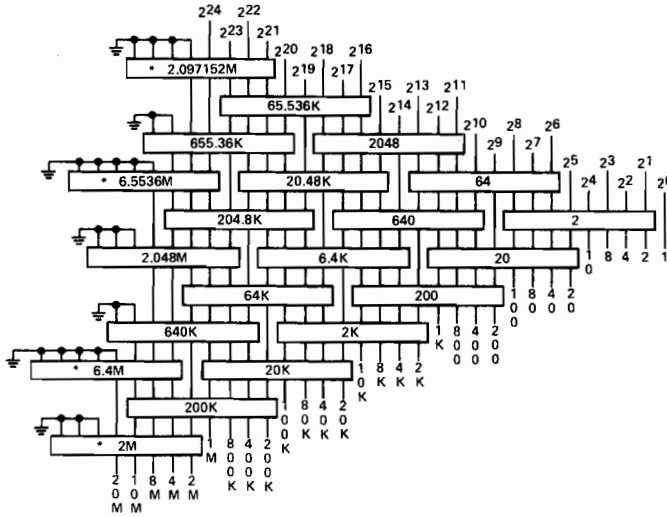 2^24
2^23
2^22
2^21
2^20
2^19
2^18
2^17
2^16
2^15
2^14
2^13
2^12
2^11
2^10
2^9
2^8
2^7
2^6
2^5
2^4
2^3
2^2
2^1
2^0
* 2.097152M
65.536K
655.36K
2048
* 6.5536M
20.48K
64
204.8K
640
2
2.048M
6.4K
20
10
8
4
2
1
64K
200
100
80
40
20
640K
2K
1K
800
400
200
* 6.4M
20K
10K
8K
4K
2K
200K
100K
80K
40K
20K
* 2M
1M
800K
400K
200K
20M
10M
8M
4M
2M